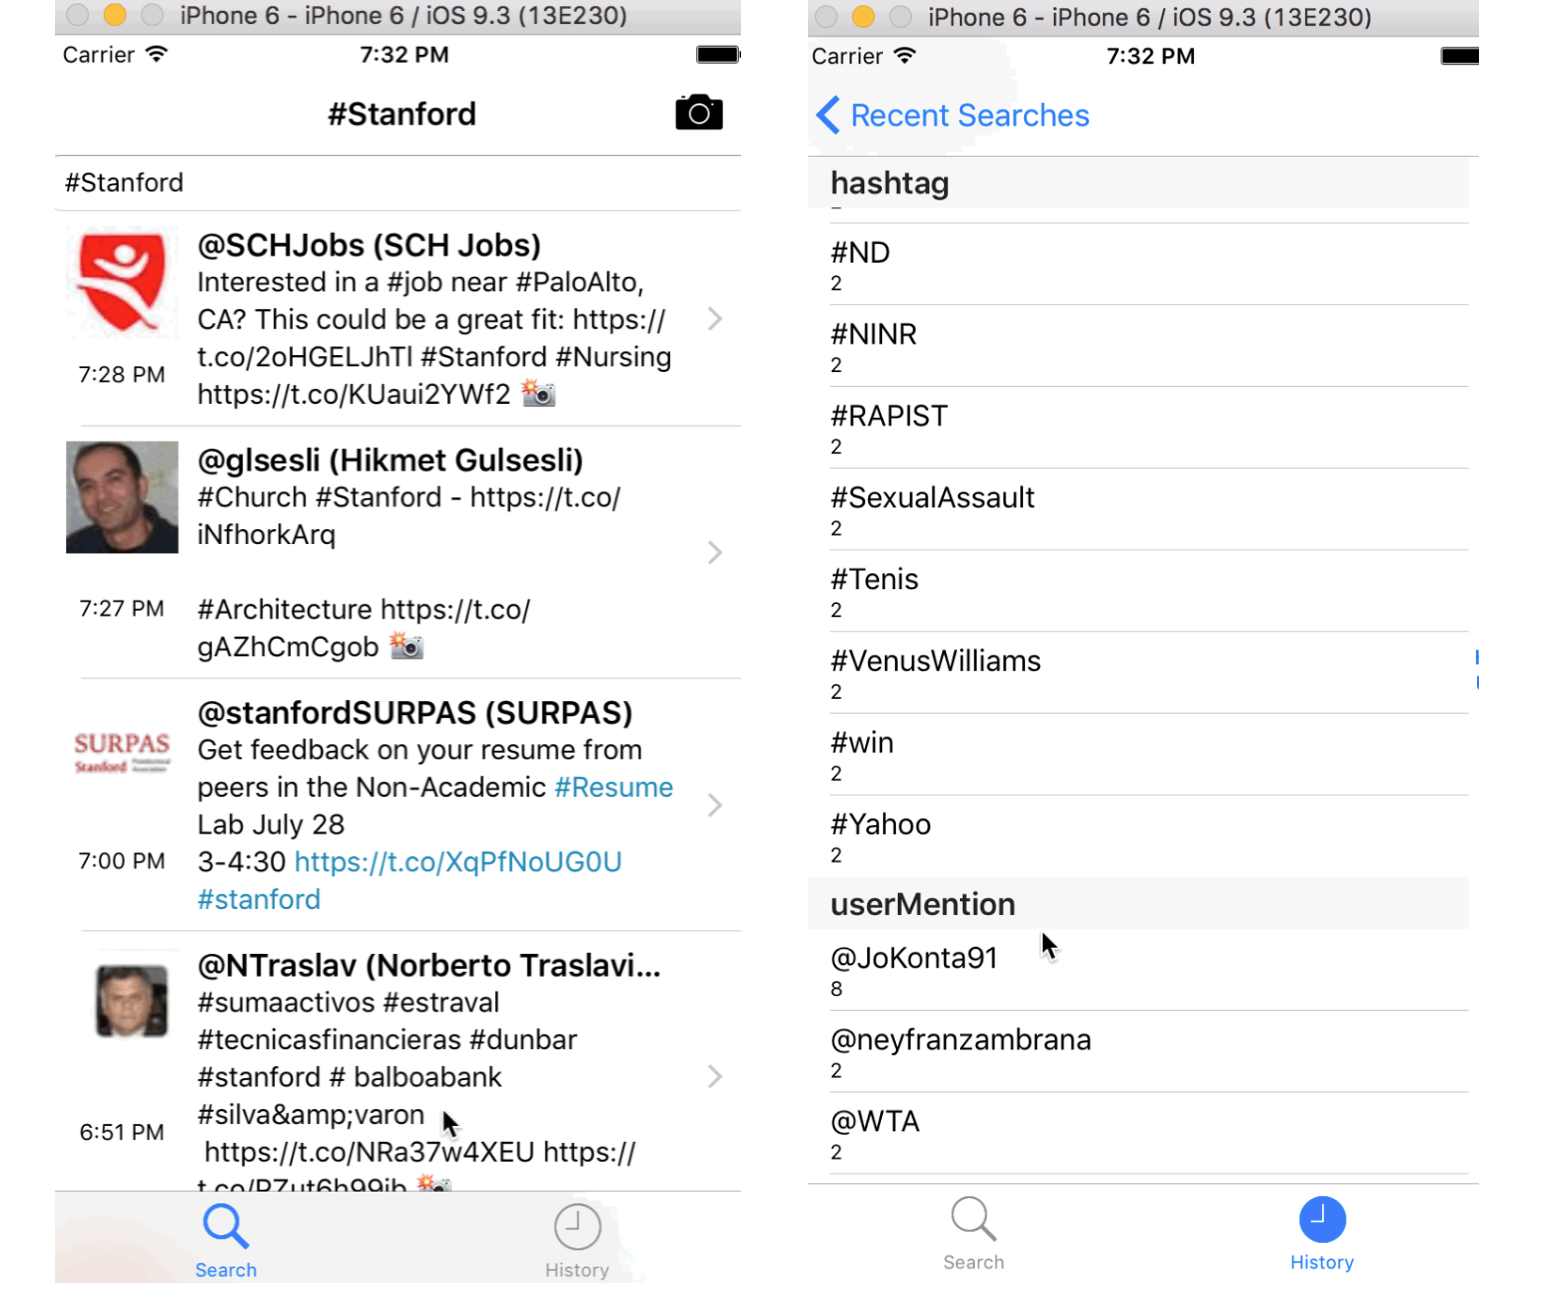 iPhone 6 - iPhone 6 / iOS 9.3 (13E230)
Carrier 7:32 PM
#Stanford
#Stanford
@SCHJobs (SCH Jobs)
Interested in a #job near #PaloAlto,
CA? This could be a great fit: https://
t.co/2oHGELJhTl #Stanford #Nursing
7:28 PM
https://t.co/KUaui2YWf2
@glsesli (Hikmet Gulsesli)
#Church #Stanford - https://t.co/
iNfhorkArq
7:27 PM #Architecture https://t.co/
gAZhCmCgob
@stanfordSURPAS (SURPAS)
SURPAS
Stanford
Get feedback on your resume from
peers in the Non-Academic #Resume
Lab July 28
7:00 PM 3-4:30 https://t.co/XqPfNoUG0U
#stanford
@NTraslav (Norberto Traslavi...
#sumaactivos #estraval
#tecnicasfinancieras #dunbar
#stanford # balboabank
#silva&amp;varon
6:51 PM
https://t.co/NRa37w4XEU https://
t.co/PZut6h99ib
Search History
iPhone 6 - iPhone 6 / iOS 9.3 (13E230)
Carrier 7:32 PM
Recent Searches
hashtag
#ND
2
#NINR
2
#RAPIST
2
#SexualAssault
2
#Tenis
2
#VenusWilliams
2
#win
2
#Yahoo
2
userMention
@JoKonta91
8
@neyfranzambrana
2
@WTA
2
Search History